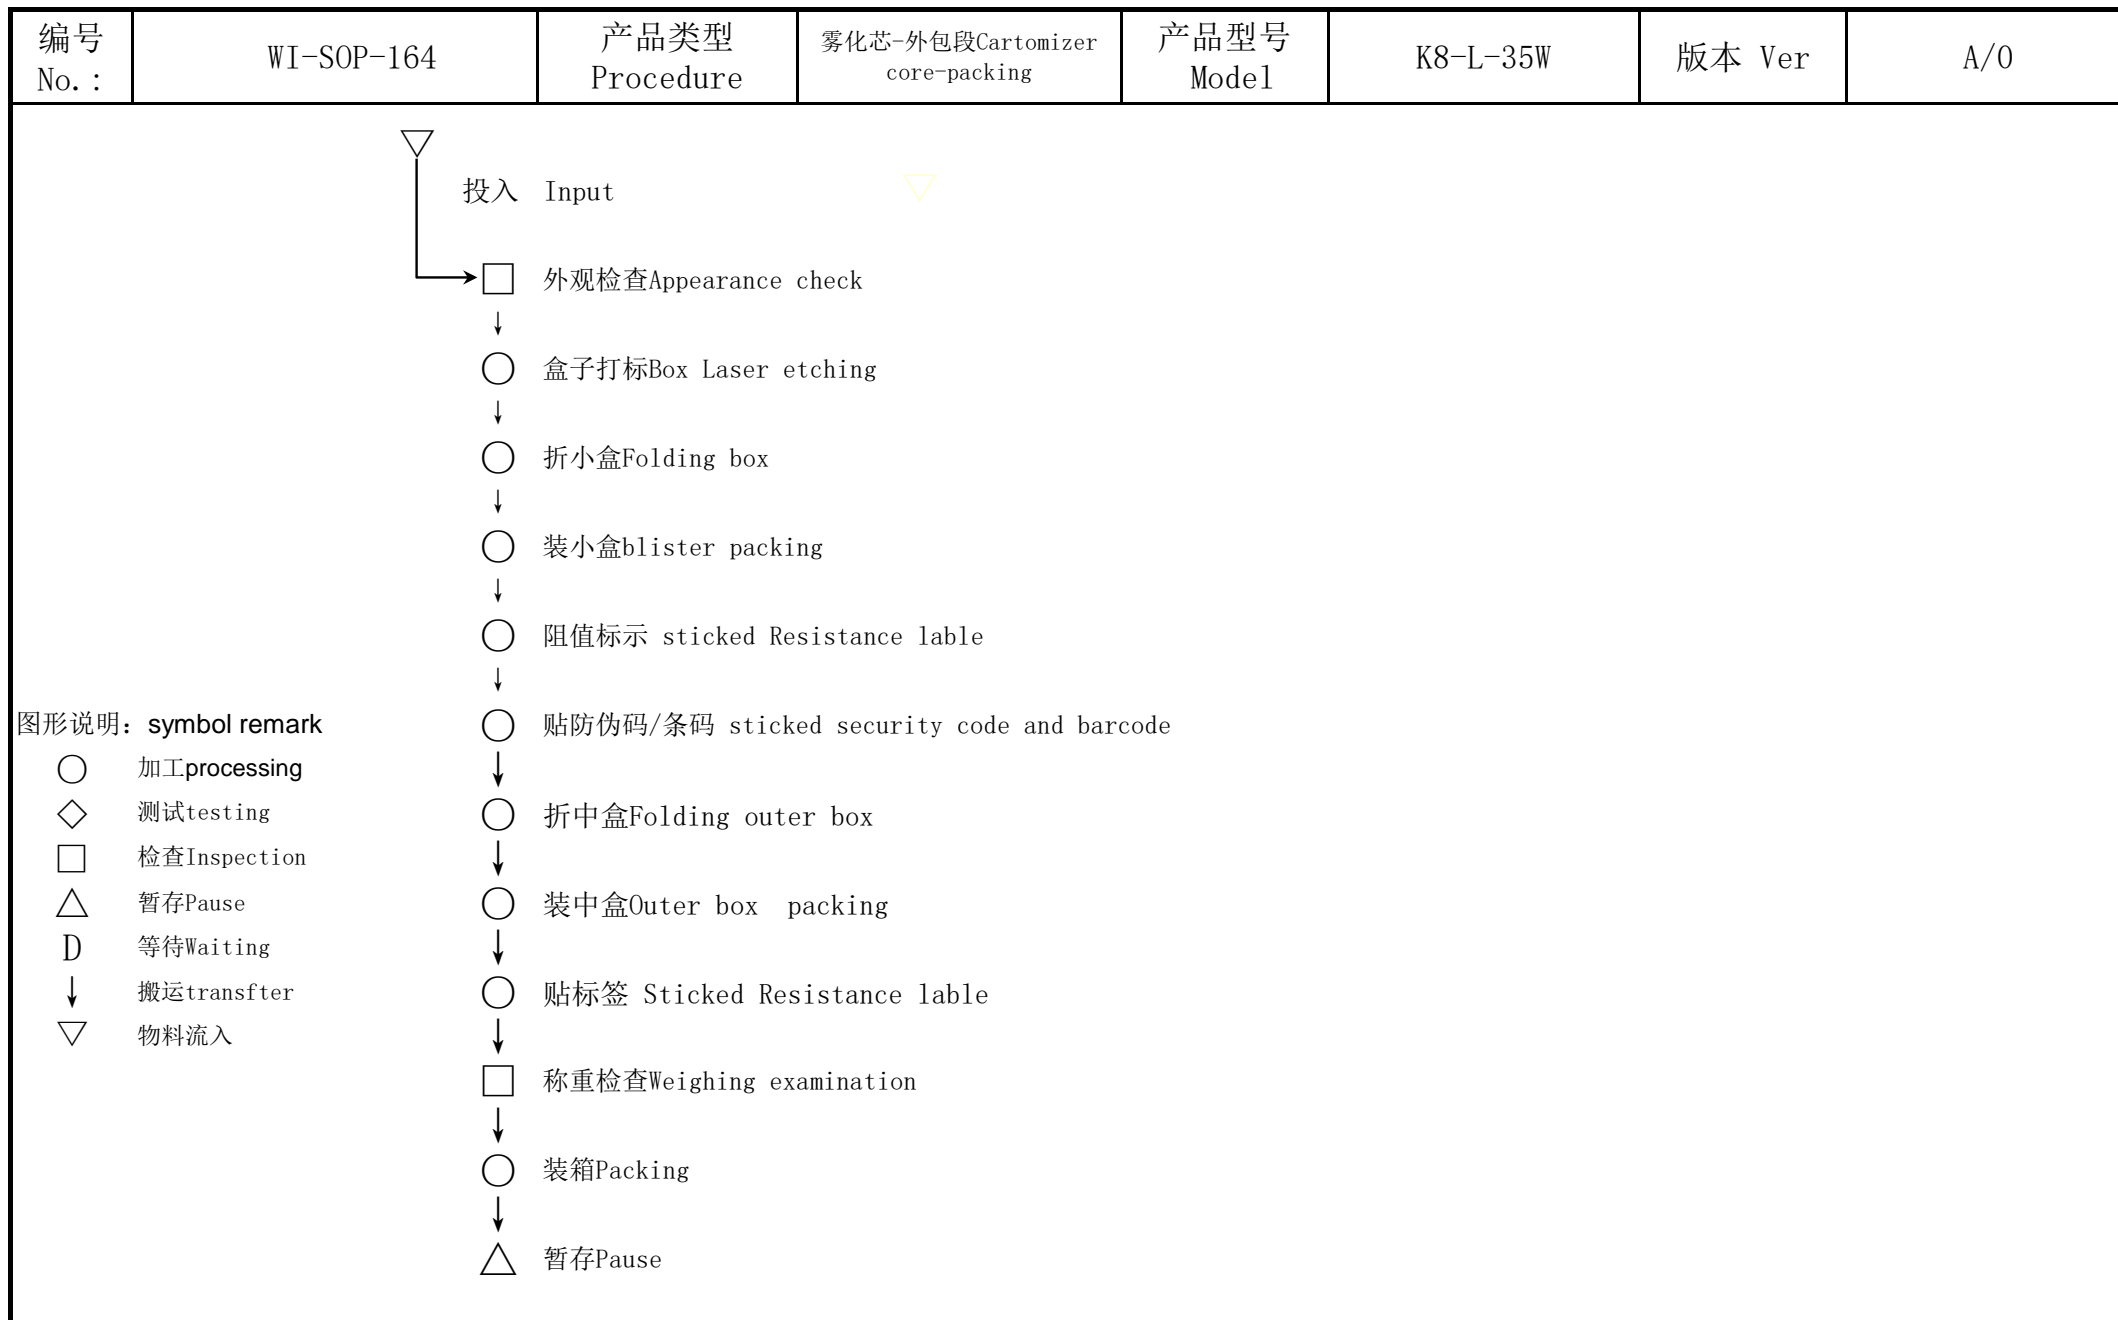 编号
No.:
WI-SOP-164
产品类型
Procedure
雾化芯-外包段Cartomizer
core-packing
产品型号
Model
K8-L-35W
版本 Ver
A/0
投入 Input
外观检查Appearance check
盒子打标Box Laser etching
折小盒Folding box
装小盒blister packing
阻值标示 sticked Resistance lable
贴防伪码/条码 sticked security code and barcode
折中盒Folding outer box
装中盒Outer box packing
贴标签 Sticked Resistance lable
称重检查Weighing examination
装箱Packing
暂存Pause
图形说明：symbol remark
加工processing
测试testing
检查Inspection
暂存Pause
D 等待Waiting
搬运transfter
物料流入